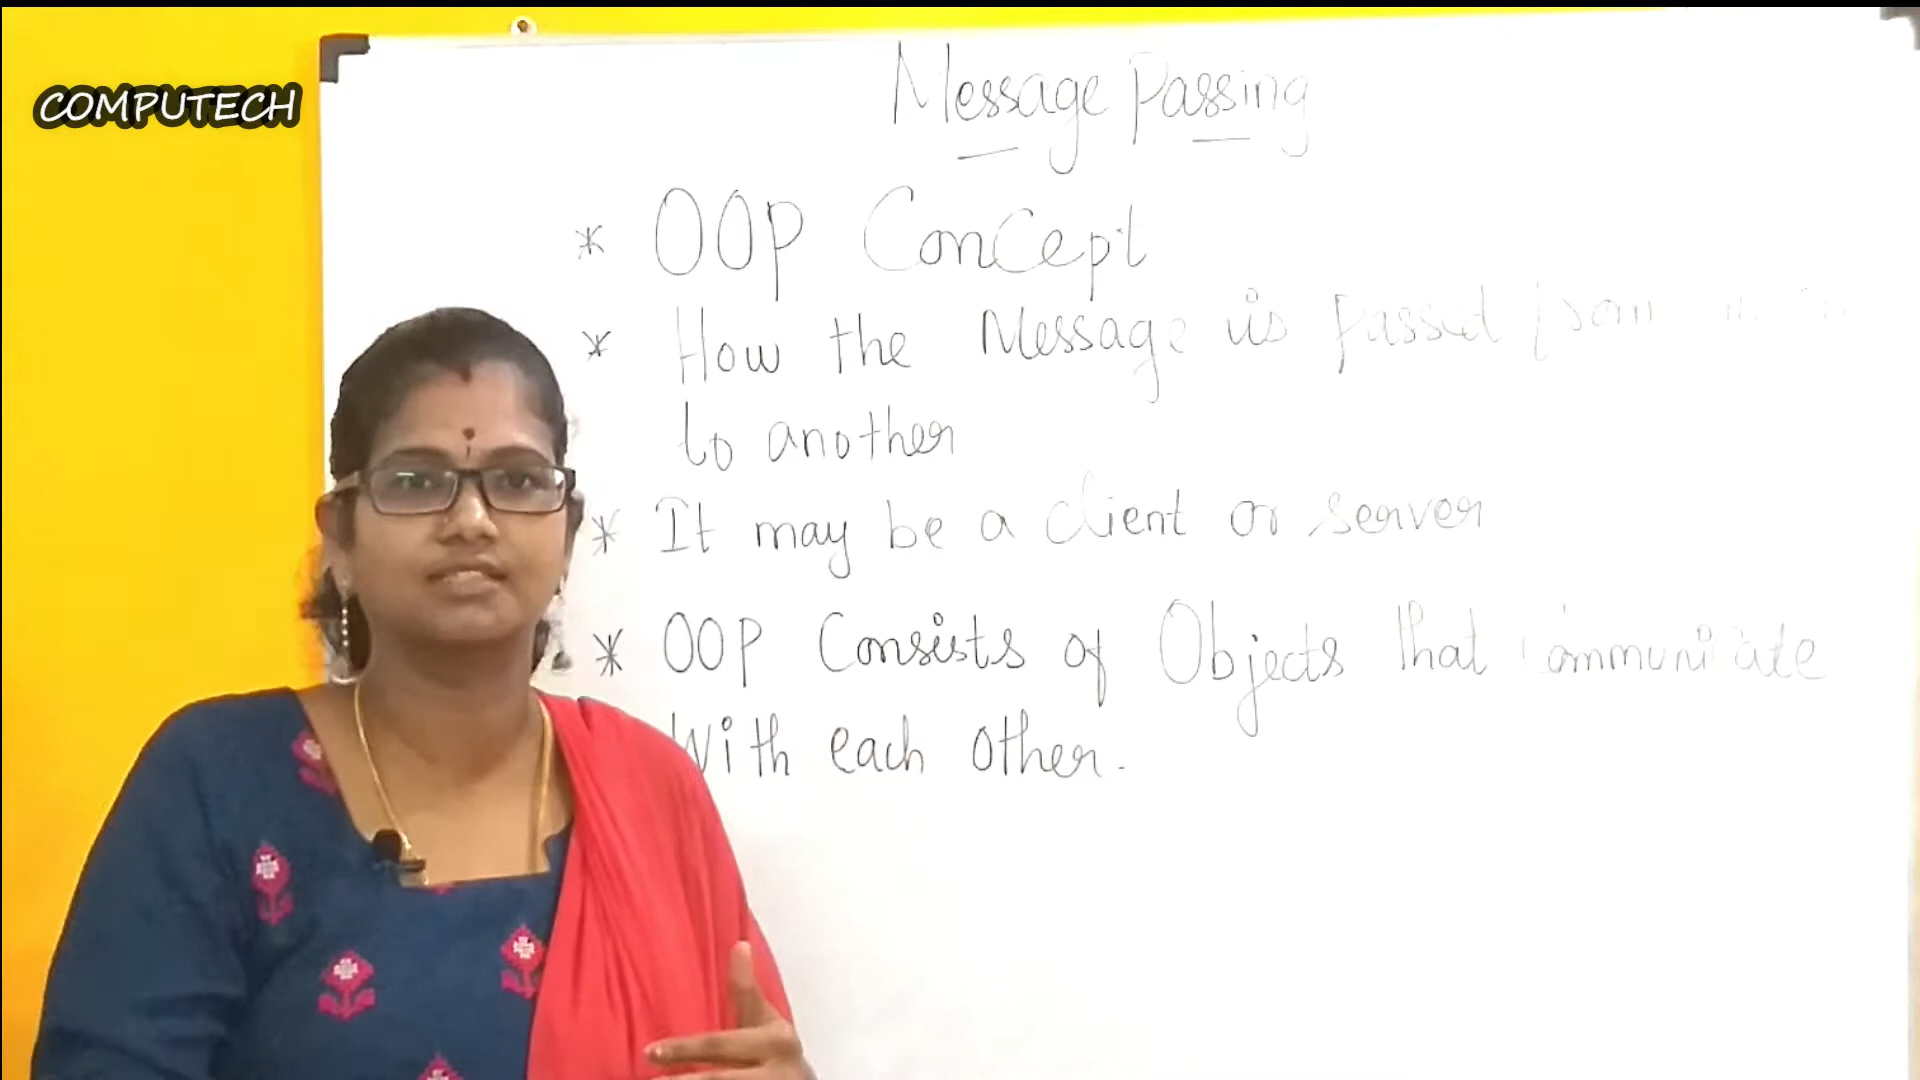 COMPUTECH
Message Passing
* OOP Concept
* How the Message is Passed from
to another
* It may be a client or server
* OOP Consists of Objects that communicate
With each other.